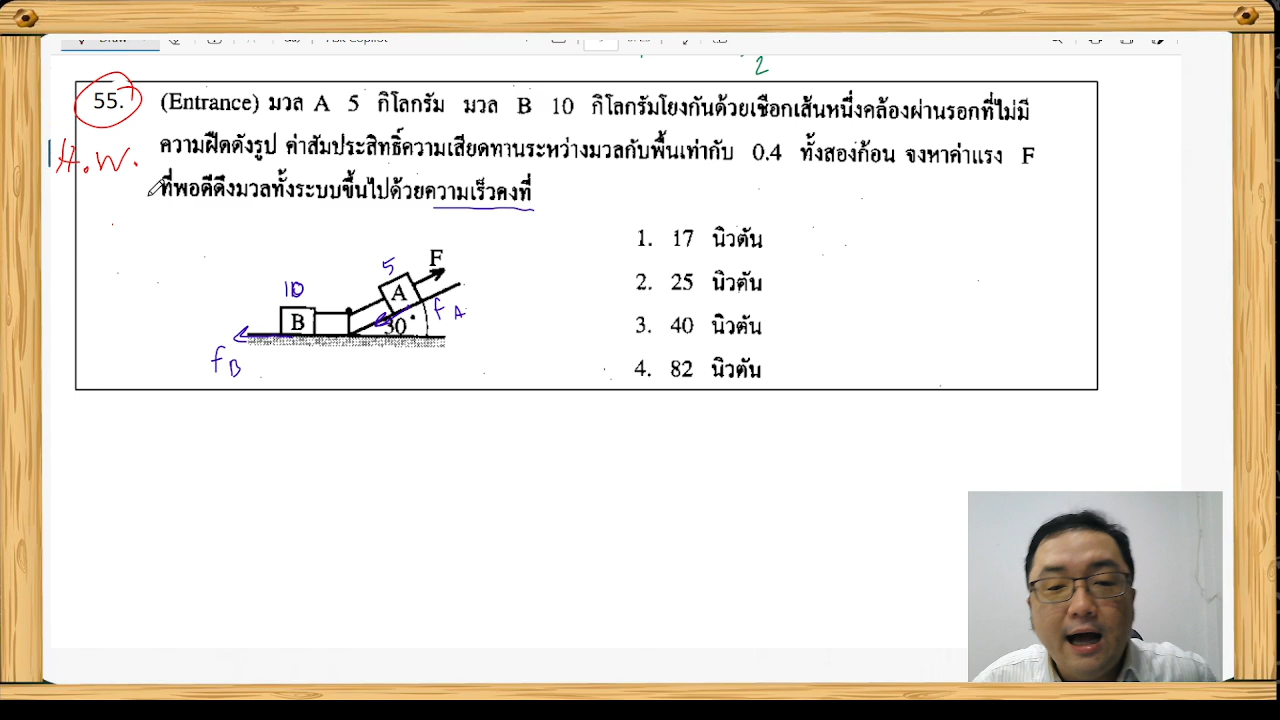 2
55. (Entrance) มวล A 5 กิโลกรัม มวล B 10 กิโลกรัมโยงกันด้วยเชือกเส้นหนึ่งคล้องผ่านรอกที่ไม่มี
H.W. ความฝืดดังรูป ค่าสัมประสิทธิ์ความเสียดทานระหว่างมวลกับพื้นเท่ากับ 0.4 ทั้งสองก้อน จงหาค่าแรง F
ที่พอดีดึงมวลทั้งระบบขึ้นไปด้วยความเร็วคงที่
1. 17 นิวตัน
2. 25 นิวตัน
3. 40 นิวตัน
4. 82 นิวตัน
5 F
10 A
B 30° f A
f B